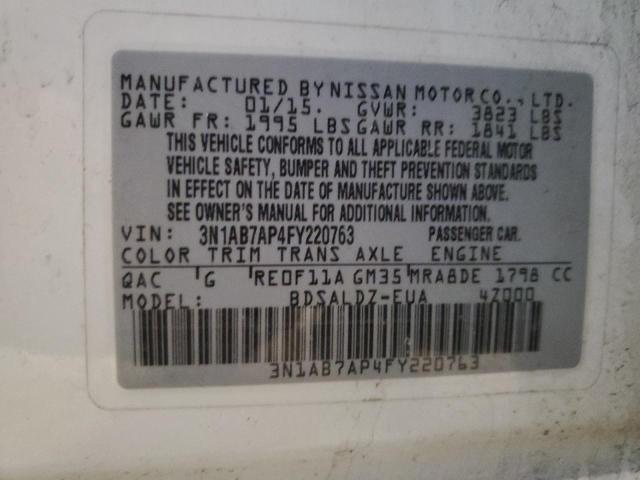 MANUFACTURED BY NISSAN MOTOR CO., LTD.
DATE: 01/15. GVWR: 3823 LBS
GAWR FR: 1995 LBS GAWR RR: 1841 LBS
THIS VEHICLE CONFORMS TO ALL APPLICABLE FEDERAL MOTOR
VEHICLE SAFETY, BUMPER AND THEFT PREVENTION STANDARDS
IN EFFECT ON THE DATE OF MANUFACTURE SHOWN ABOVE.
SEE OWNER'S MANUAL FOR ADDITIONAL INFORMATION.
VIN: 3N1AB7AP4FY220763 PASSENGER CAR.
COLOR TRIM TRANS AXLE ENGINE
QAC G RE0F11A GM35 MRA8DE 1798 CC
MODEL: BDSALDZ-EUA 4Z000
3N1AB7AP4FY220763